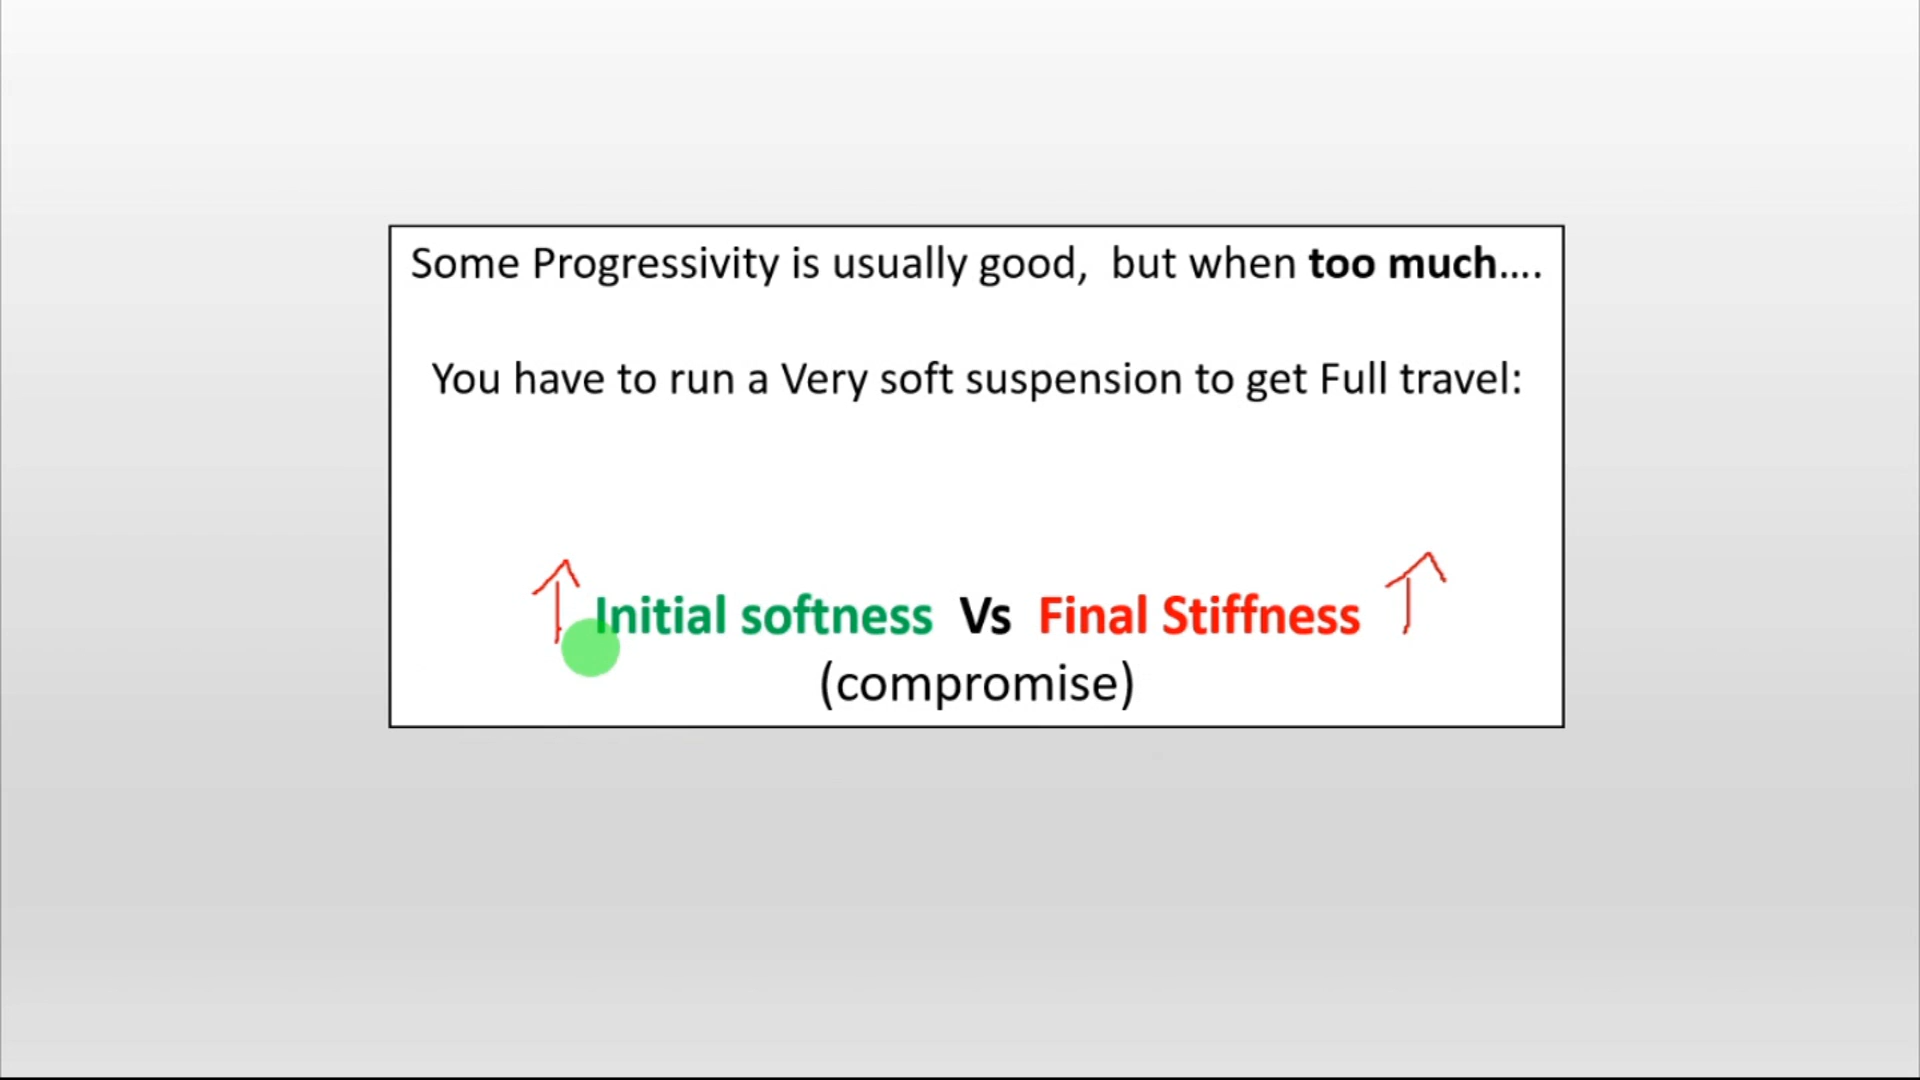 Some Progressivity is usually good,  but when too much....
You have to run a Very soft suspension to get Full travel:
Initial softness  Vs  Final Stiffness
(compromise)